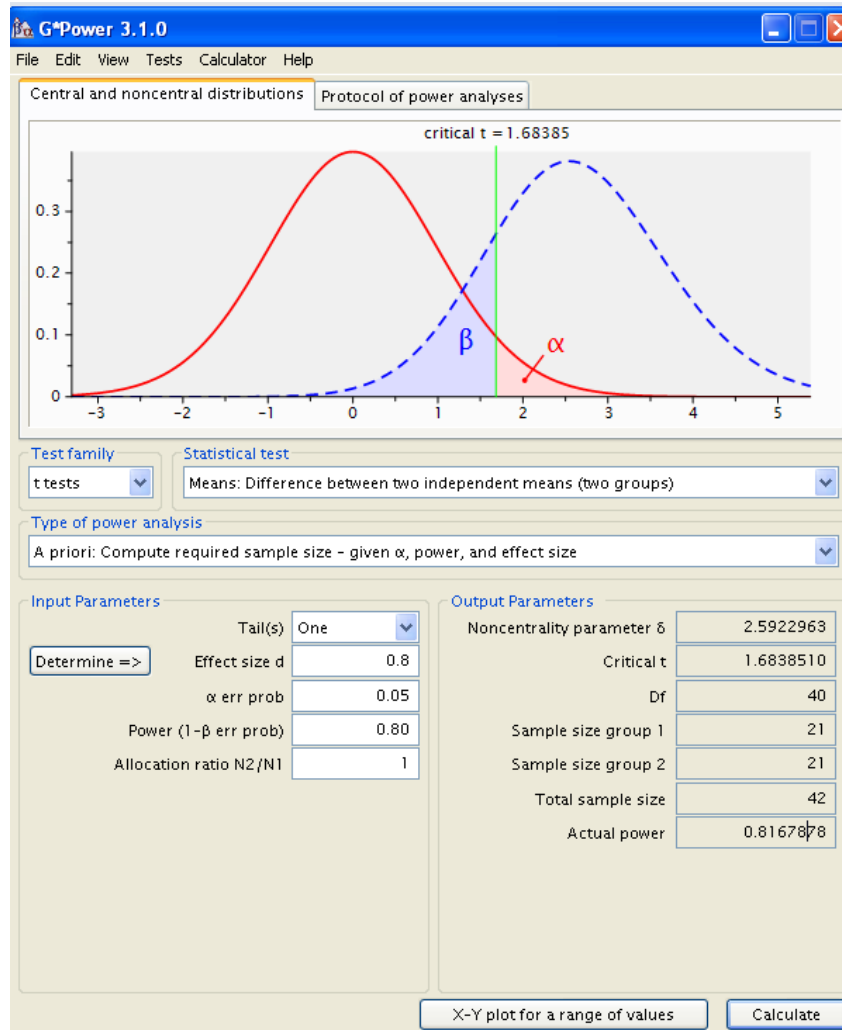 G*Power 3.1.0
File Edit View Tests Calculator Help
Central and noncentral distributions Protocol of power analyses
critical t = 1.68385
0.3
0.2
0.1
0
β
α
-3 -2 -1 0 1 2 3 4 5
Test family Statistical test
t tests Means: Difference between two independent means (two groups)
Type of power analysis
A priori: Compute required sample size - given α, power, and effect size
Input Parameters Output Parameters
Tail(s) One Noncentrality parameter δ 2.5922963
Determine => Effect size d 0.8 Critical t 1.6838510
α err prob 0.05 Df 40
Power (1-β err prob) 0.80 Sample size group 1 21
Allocation ratio N2/N1 1 Sample size group 2 21
Total sample size 42
Actual power 0.8167878
X-Y plot for a range of values Calculate